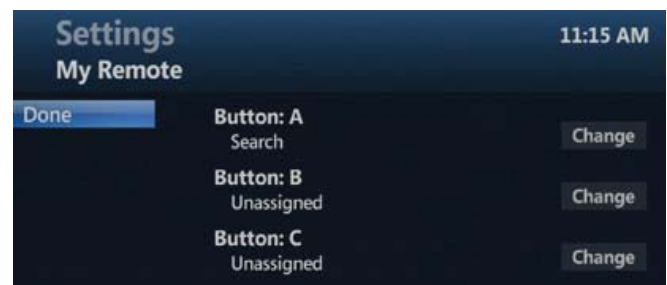 Settings
11:15 AM
My Remote
Done
Button: A
Search
Change
Button: B
Unassigned
Change
Button: C
Unassigned
Change